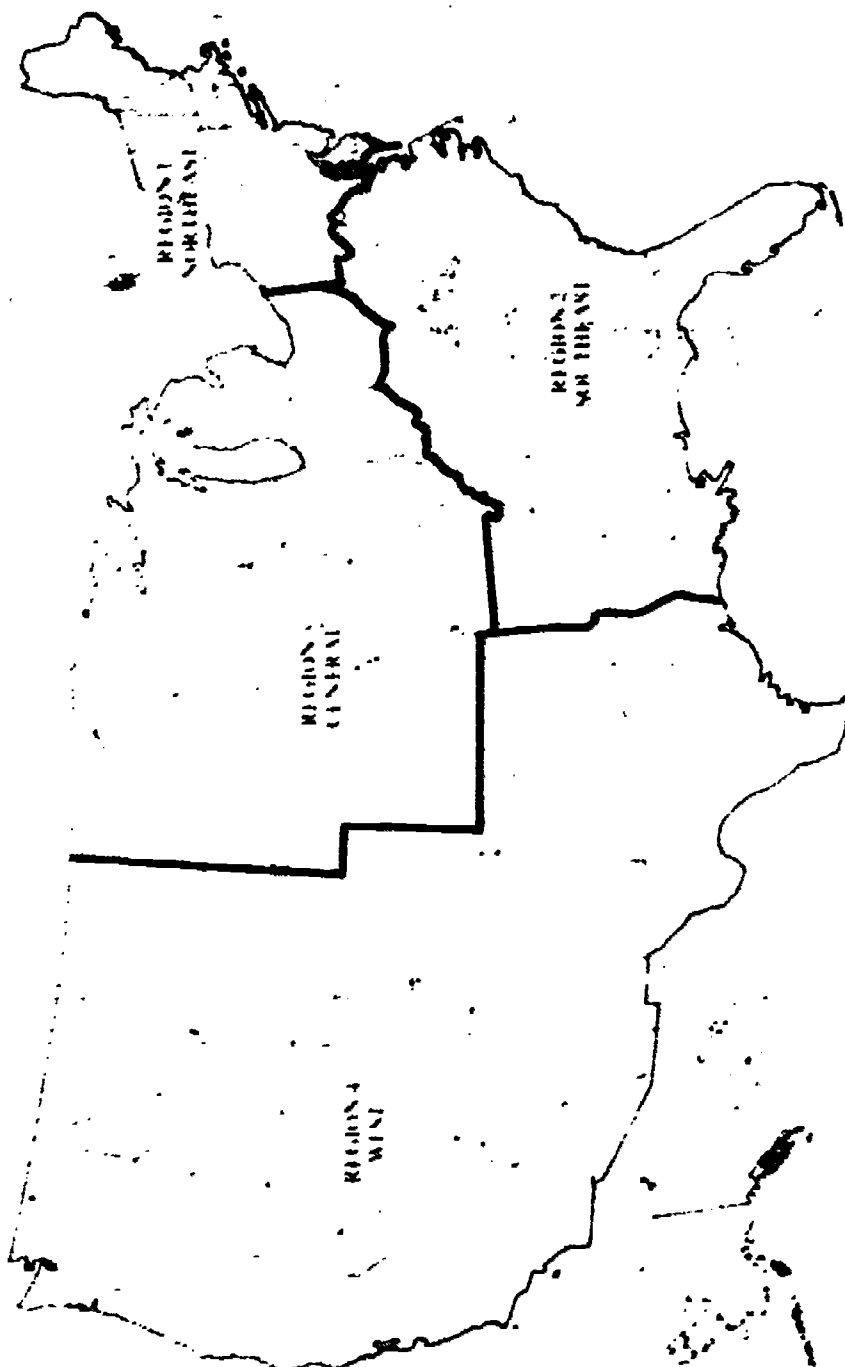 REGION 1
NORTHEAST
REGION 2
SOUTHEAST
REGION 3
CENTRAL
REGION 4
WEST